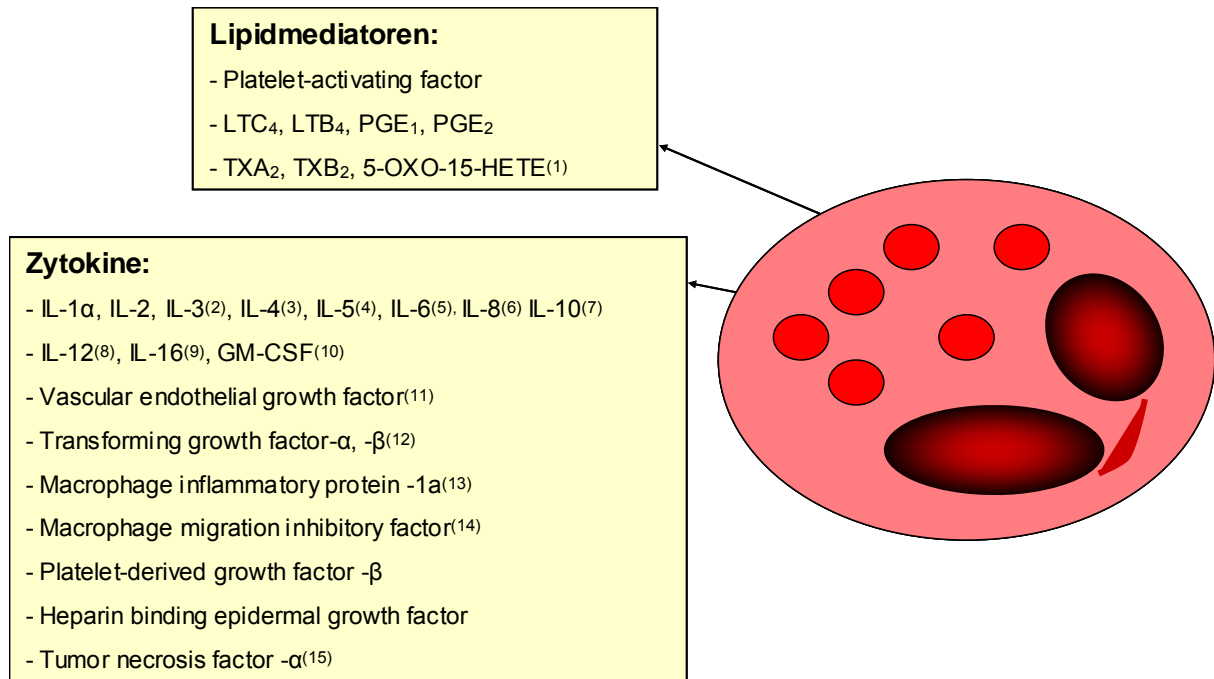 Lipidmediatoren:
- Platelet-activating factor
- LTC₄, LTB₄, PGE₁, PGE₂
- TXA₂, TXB₂, 5-OXO-15-HETE(1)
Zytokine:
- IL-1α, IL-2, IL-3(2), IL-4(3), IL-5(4), IL-6(5), IL-8(6) IL-10(7)
- IL-12(8), IL-16(9), GM-CSF(10)
- Vascular endothelial growth factor(11)
- Transforming growth factor-α, -β(12)
- Macrophage inflammatory protein -1a(13)
- Macrophage migration inhibitory factor(14)
- Platelet-derived growth factor -β
- Heparin binding epidermal growth factor
- Tumor necrosis factor -α(15)